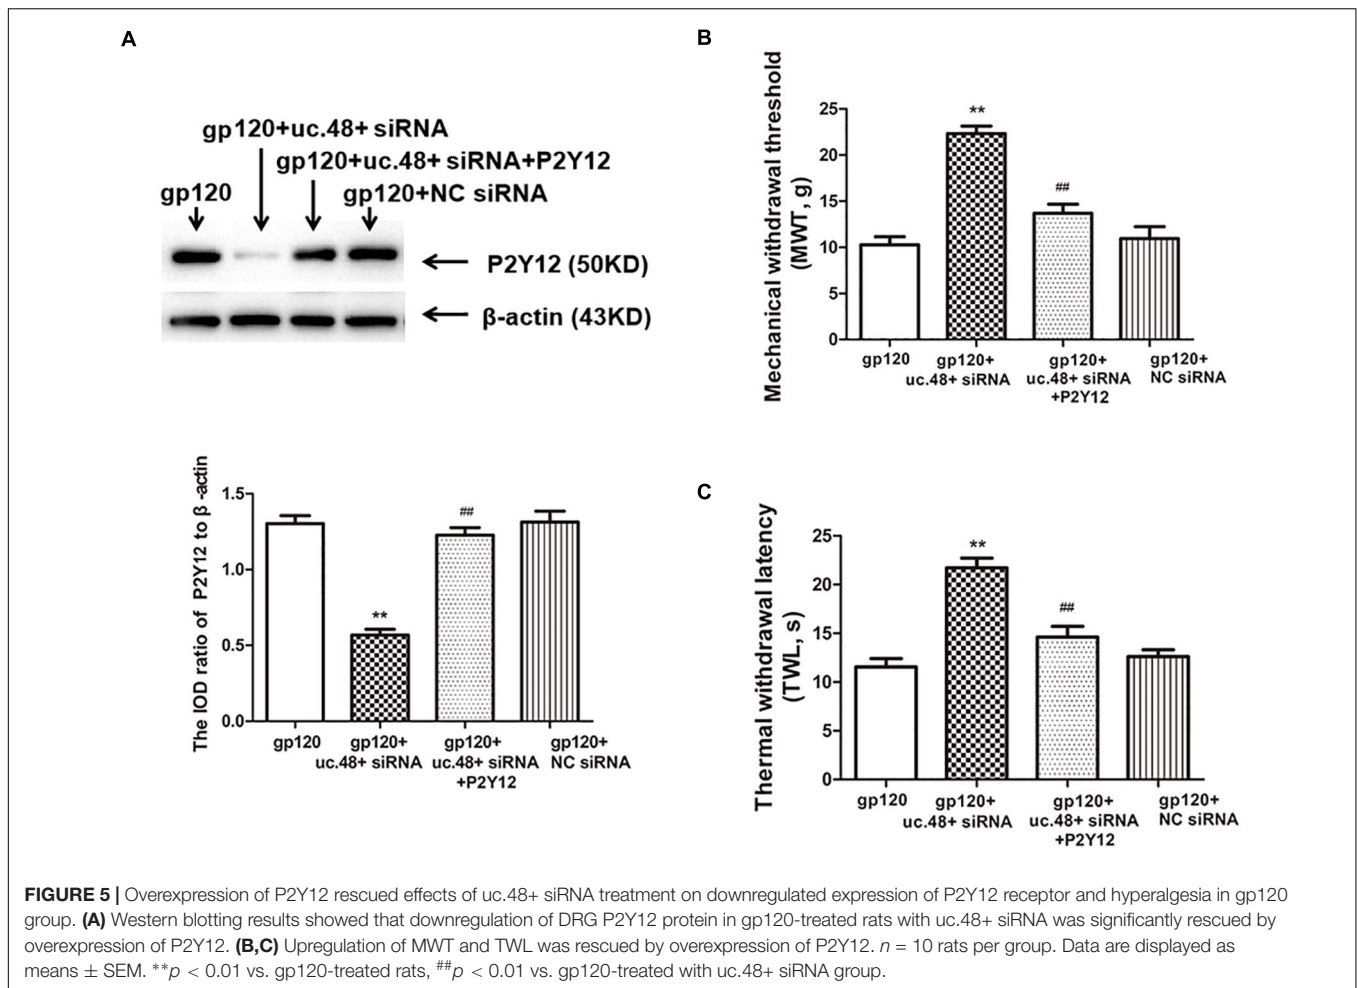 A
gp120+uc.48+ siRNA
gp120+uc.48+ siRNA+P2Y12
gp120
gp120+NC siRNA
P2Y12 (50KD)
β-actin (43KD)
The IOD ratio of P2Y12 to β -actin
1.5
1.0
0.5
0.0
**
##
gp120
gp120+
uc.48+ siRNA
gp120+
uc.48+ siRNA
+P2Y12
gp120+
NC siRNA
B
Mechanical withdrawal threshold
(MWT, g)
25
20
15
10
5
0
**
##
gp120
gp120+
uc.48+ siRNA
gp120+
uc.48+ siRNA
+P2Y12
gp120+
NC siRNA
C
Thermal withdrawal latency
(TWL, s)
25
20
15
10
5
0
**
##
gp120
gp120+
uc.48+ siRNA
gp120+
uc.48+ siRNA
+P2Y12
gp120+
NC siRNA
FIGURE 5 | Overexpression of P2Y12 rescued effects of uc.48+ siRNA treatment on downregulated expression of P2Y12 receptor and hyperalgesia in gp120
group. (A) Western blotting results showed that downregulation of DRG P2Y12 protein in gp120-treated rats with uc.48+ siRNA was significantly rescued by
overexpression of P2Y12. (B,C) Upregulation of MWT and TWL was rescued by overexpression of P2Y12. n = 10 rats per group. Data are displayed as
means ± SEM. **p < 0.01 vs. gp120-treated rats, ##p < 0.01 vs. gp120-treated with uc.48+ siRNA group.